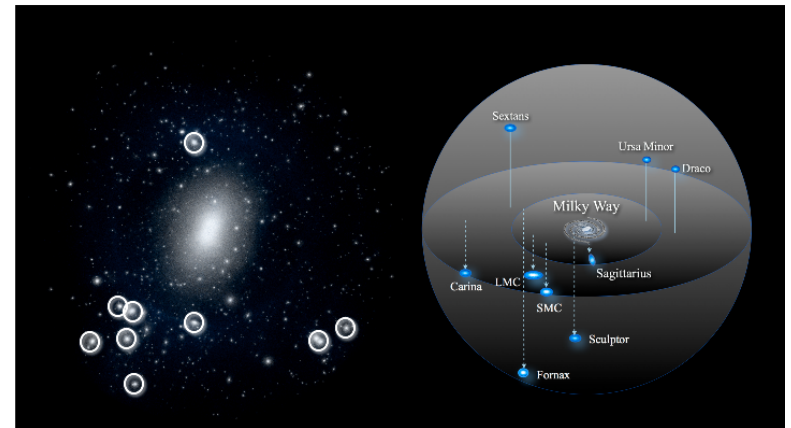 Sextans
Ursa Minor
Draco
Milky Way
Sagittarius
Carina
LMC
SMC
Sculptor
Fornax